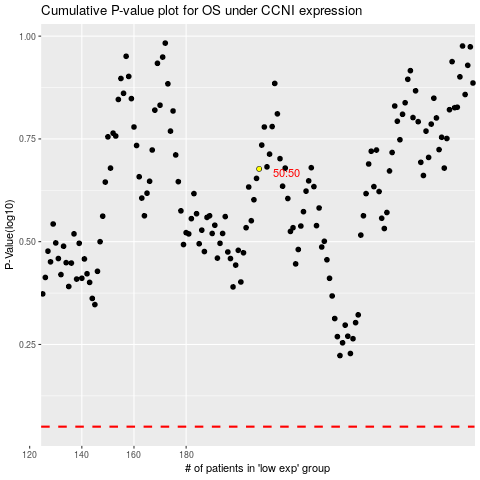 Cumulative P-value plot for OS under CCNI expression
P-Value(log10)
1.00
0.75
0.50
0.25
50:50
120 140 160 180
# of patients in 'low exp' group